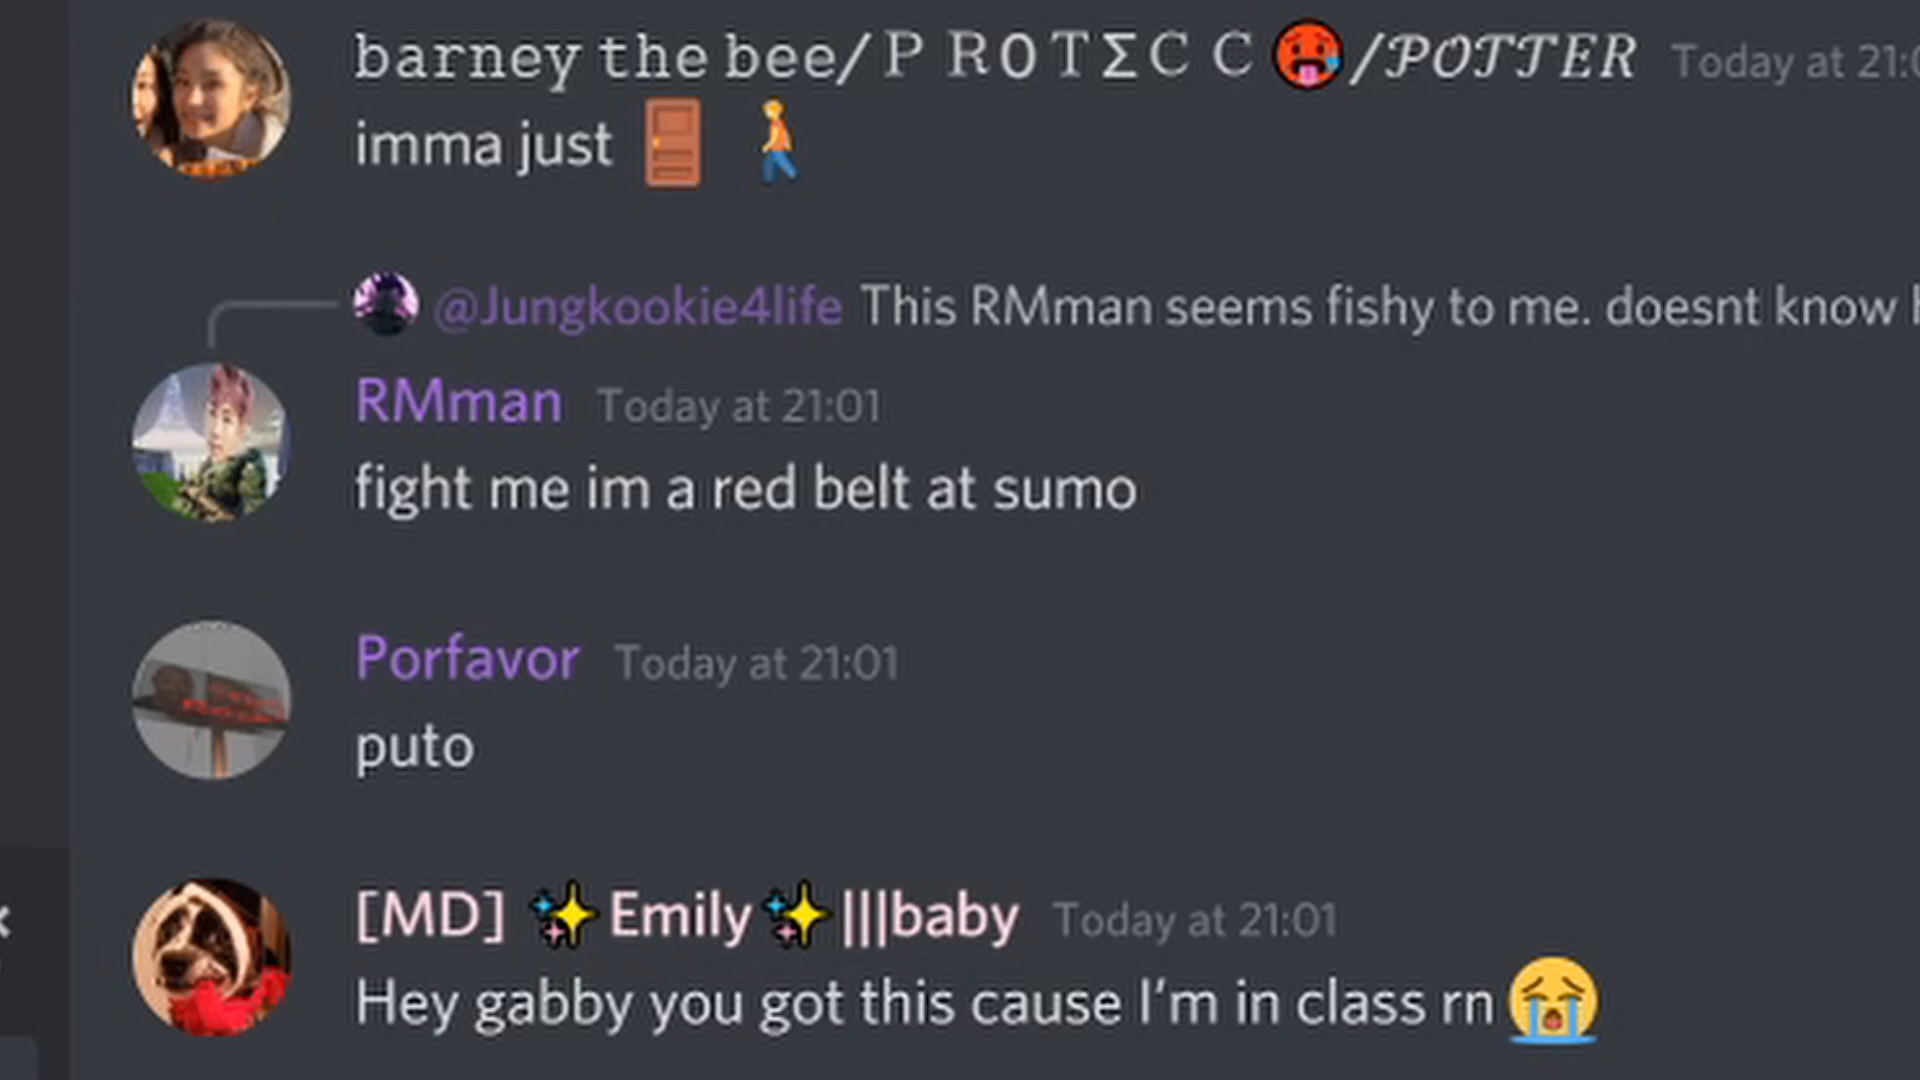 barney the bee/P R O T Σ C C 🥵/POTTER Today at 21:0
imma just 🚪 🚶
@Jungkookie4life This RMman seems fishy to me. doesnt know
RMman Today at 21:01
fight me im a red belt at sumo
Porfavor Today at 21:01
puto
[MD] ✨Emily✨|||baby Today at 21:01
Hey gabby you got this cause I'm in class rn 😭